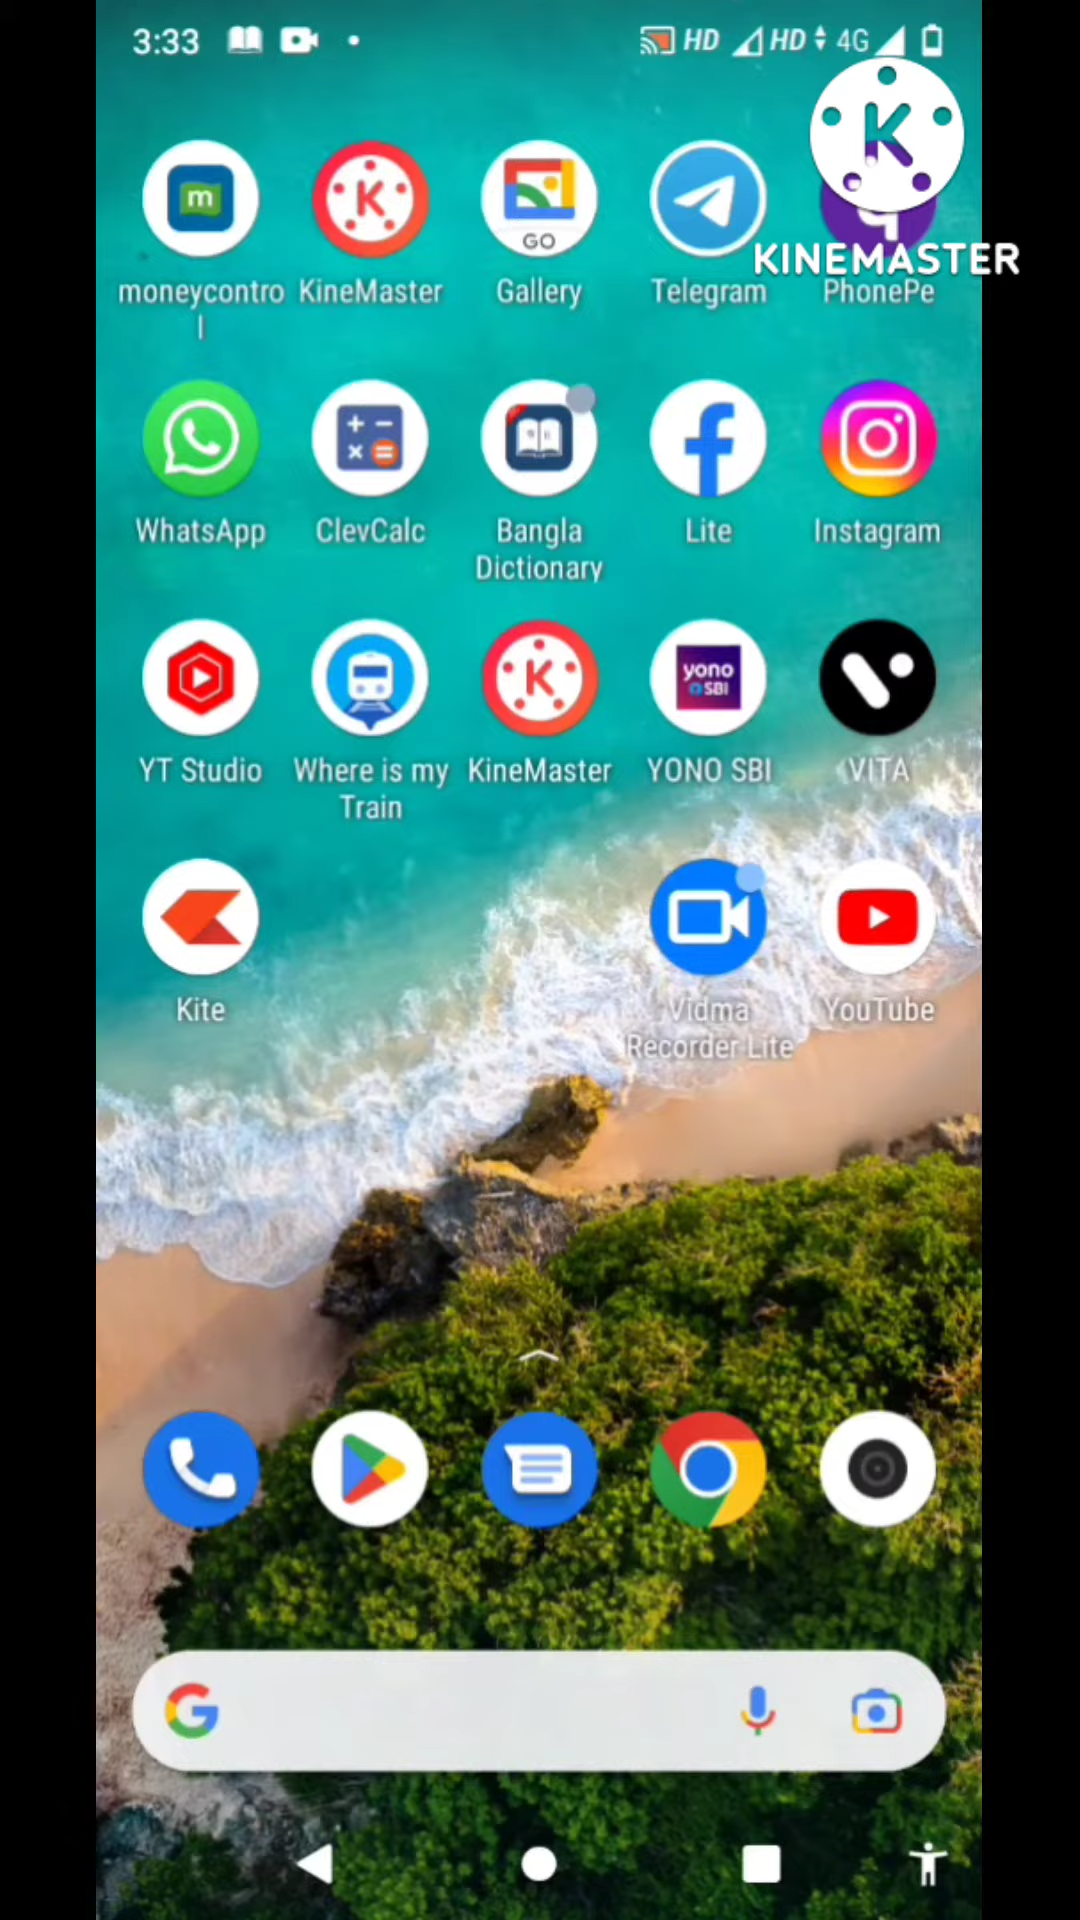 3:33 HD HD 4G
KINEMASTER
m
K
K
GO
moneycontro
l
KineMaster
Gallery
Telegram
PhonePe
WhatsApp
ClevCalc
Bangla
Dictionary
Lite
Instagram
yono
SBI
YT Studio
Where is my
Train
KineMaster
YONO SBI
VITA
Kite
Vidma
Recorder Lite
YouTube